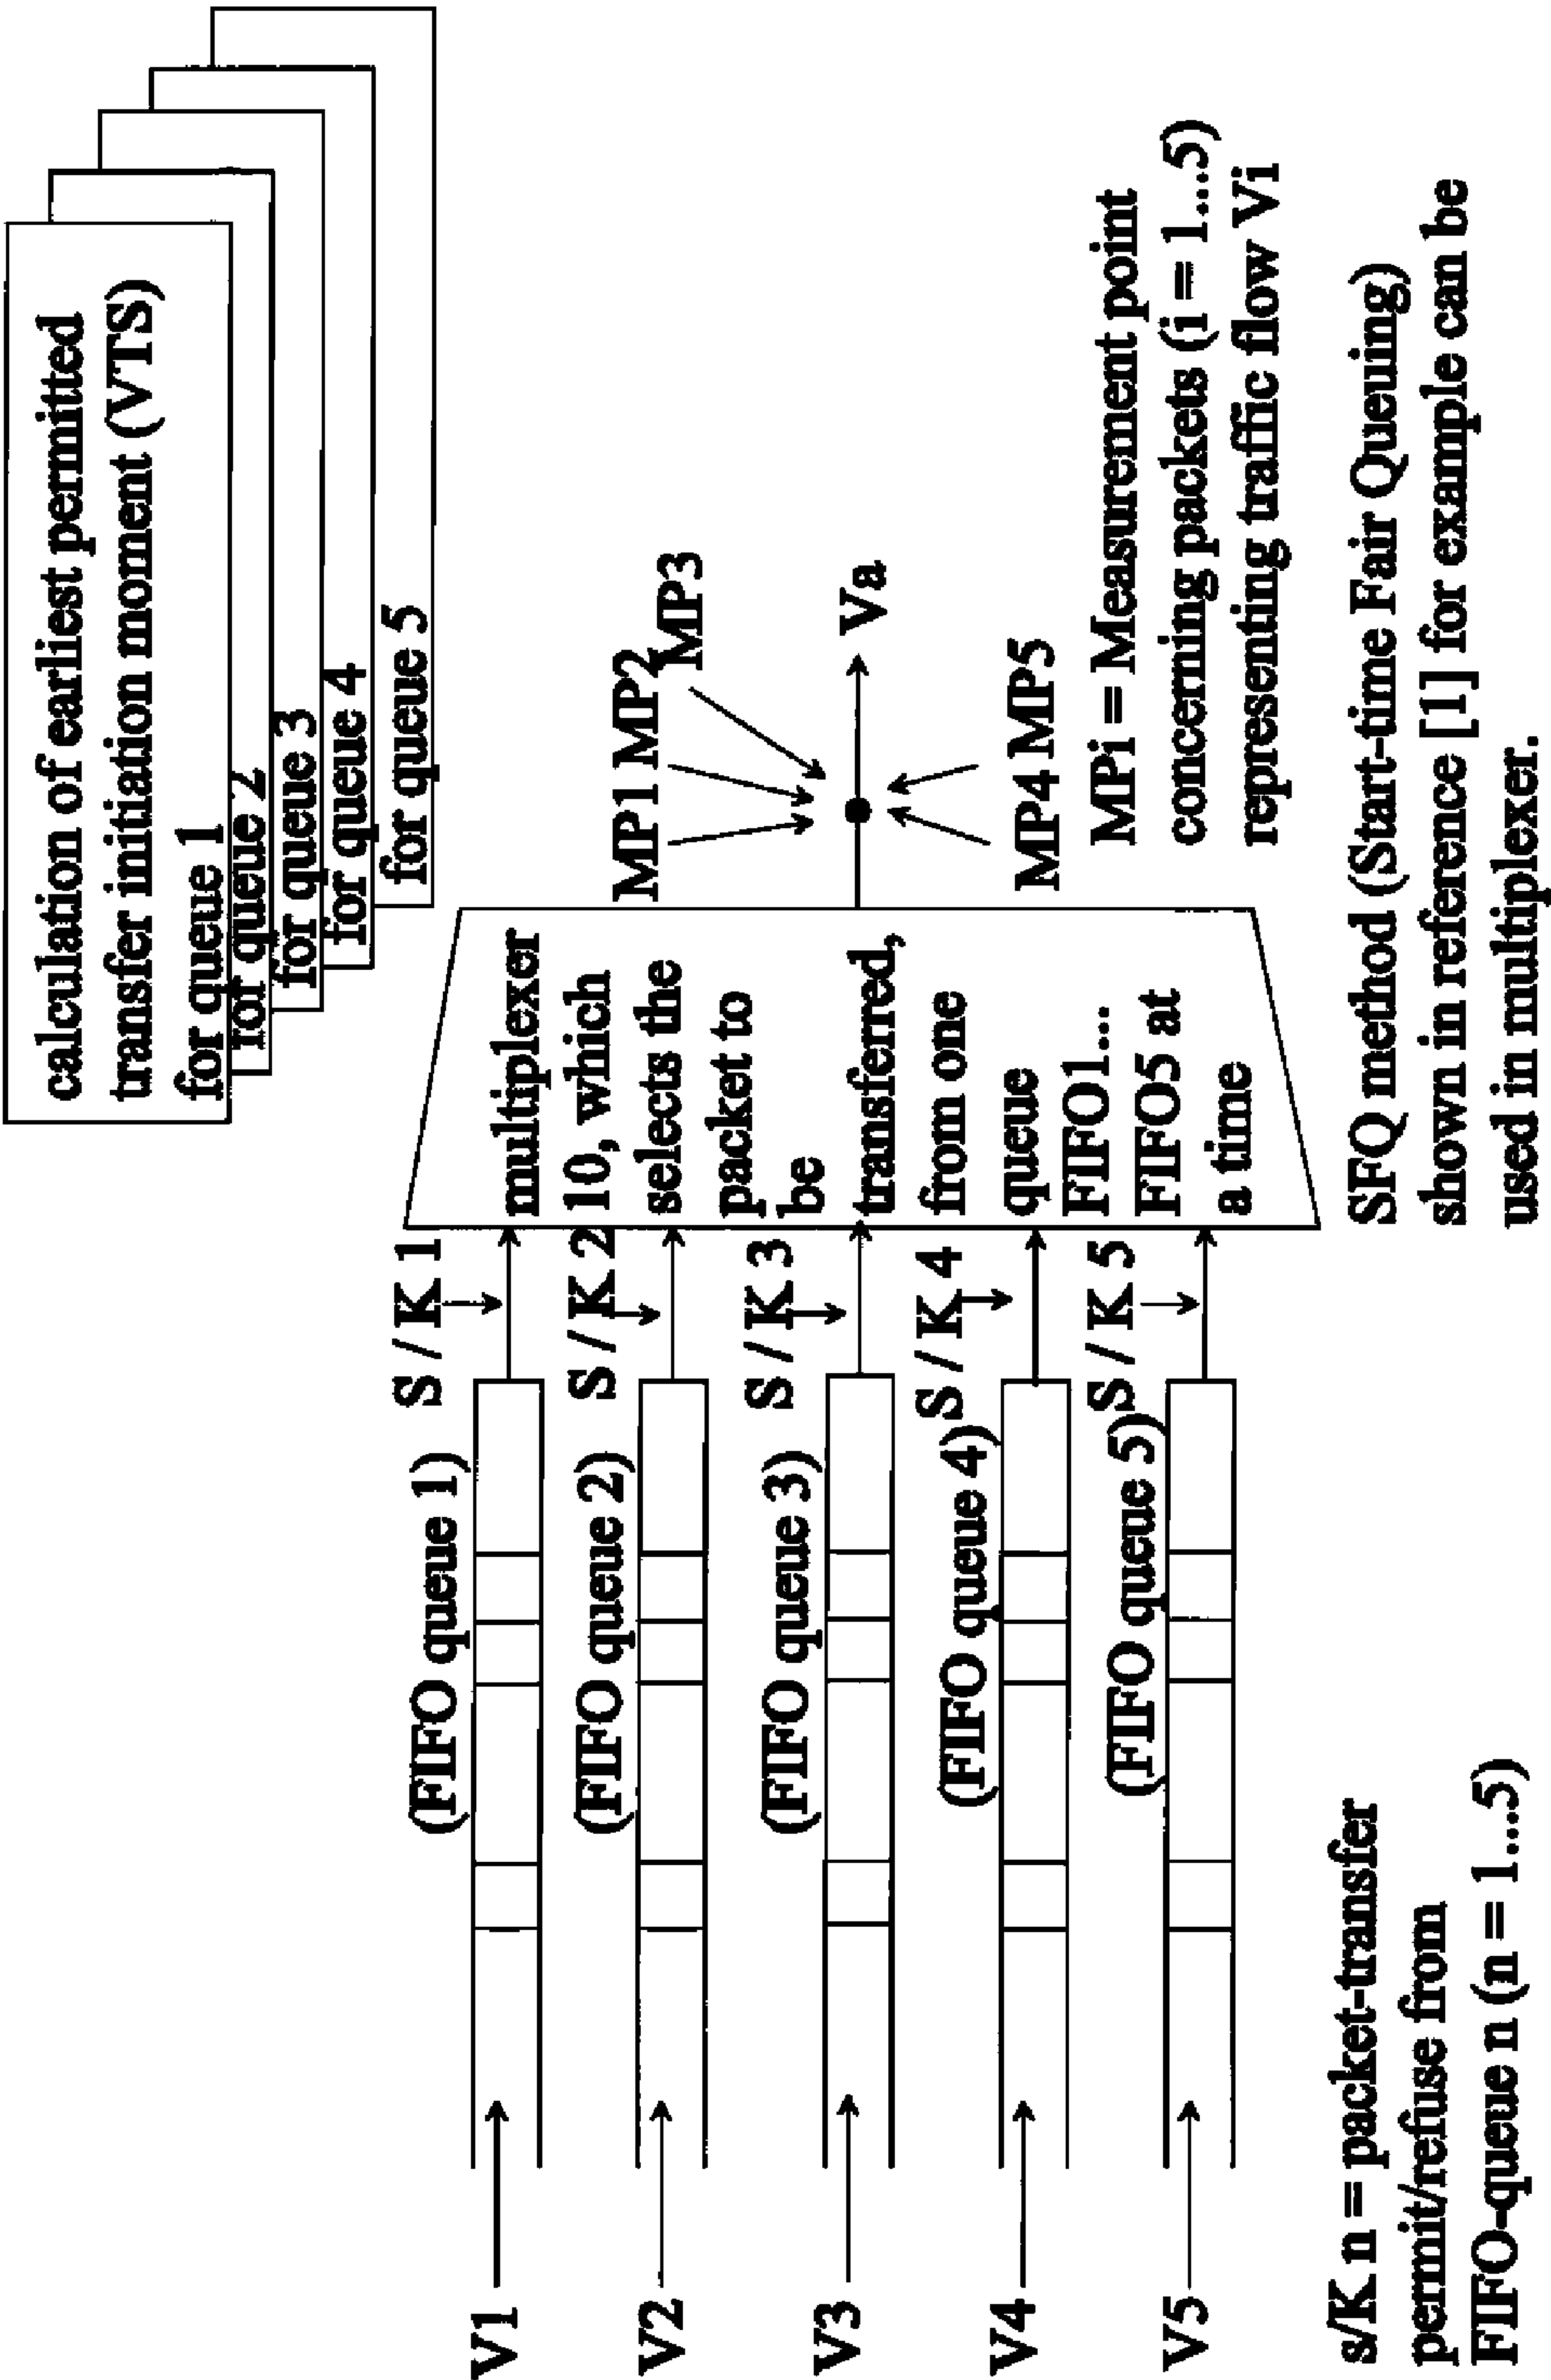 calculation of earliest permitted
transfer initiation moment (VTS)
for queue 1
for queue 2
for queue 3
for queue 4
for queue 5
V1
(FIFO queue 1)
S / K 1
V2
(FIFO queue 2)
S / K 2
V3
(FIFO queue 3)
S / K 3
V4
(FIFO queue 4)
S / K 4
V5
(FIFO queue 5)
S / K 5
multiplexer
10, which
selects the
packet to
be
transferred,
from one
queue
FIFO1...
FIFO5 at
a time
MP1 MP2
MP3
Va
MP4 MP5
MPi = Measurement point
concerning packets (i = 1...5)
representing traffic flow Vi
s/K n = packet-transfer
permit/refuse from
FIFO-queue n (n = 1...5)
SFQ method (Start-time Fair Queuing)
shown in reference [1] for example can be
used in multiplexer.